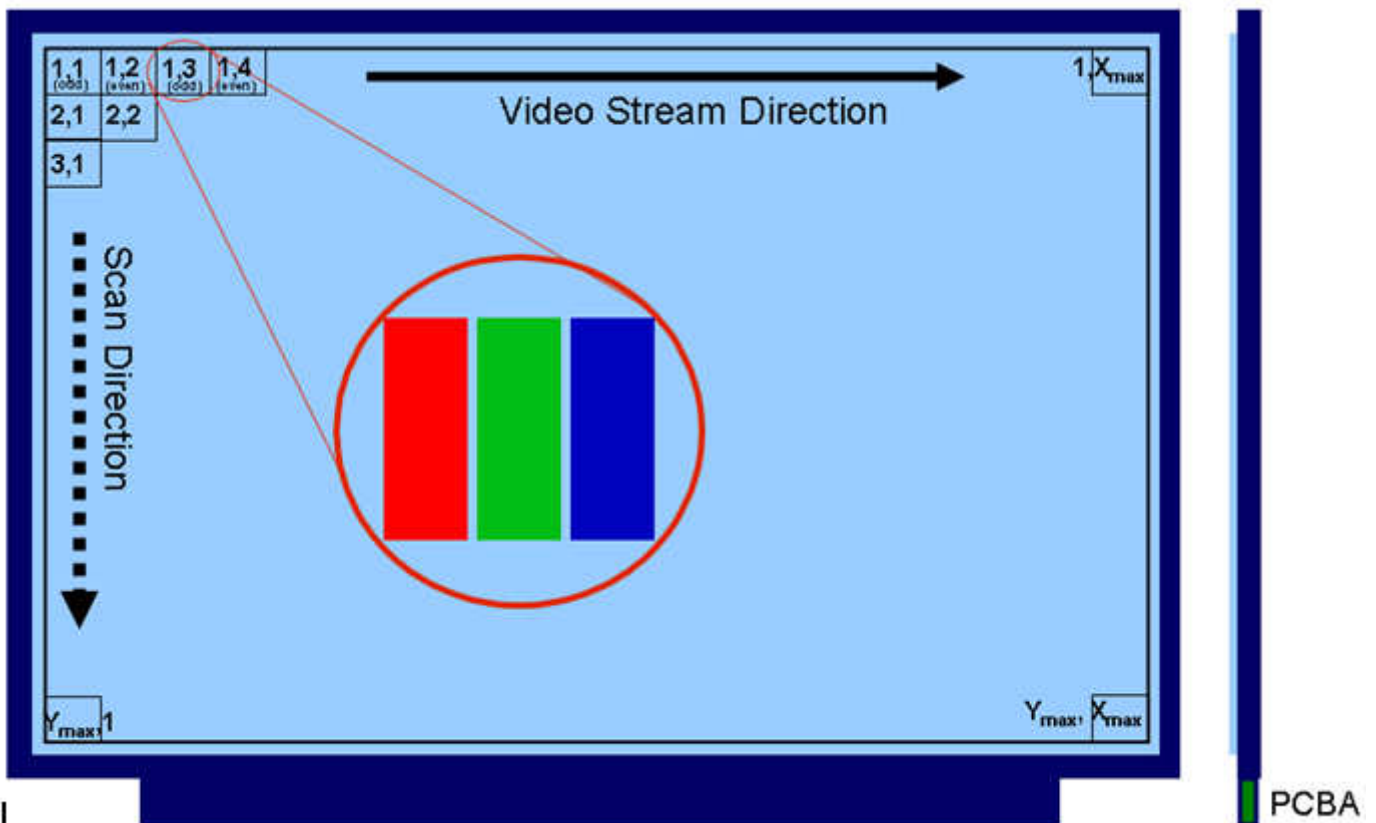 1,1 1,2 1,3 1,4
(odd) (even) (odd) (even)
1,Xmax
Video Stream Direction
2,1 2,2
3,1
Scan Direction
Ymax,1
Ymax, Xmax
PCBA